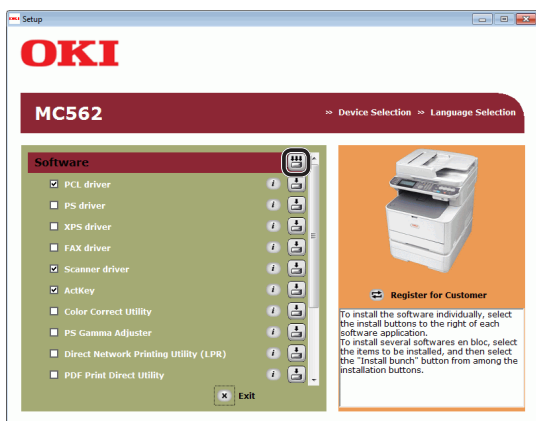 Setup
OKI
MC562
» Device Selection » Language Selection
Software
PCL driver
PS driver
XPS driver
FAX driver
Scanner driver
ActKey
Color Correct Utility
PS Gamma Adjuster
Direct Network Printing Utility (LPR)
PDF Print Direct Utility
Exit
Register for Customer
To install the software individually, select
the install buttons to the right of each
software application.
To install several softwares en bloc, select
the items to be installed, and then select
the "Install bunch" button from among the
installation buttons.